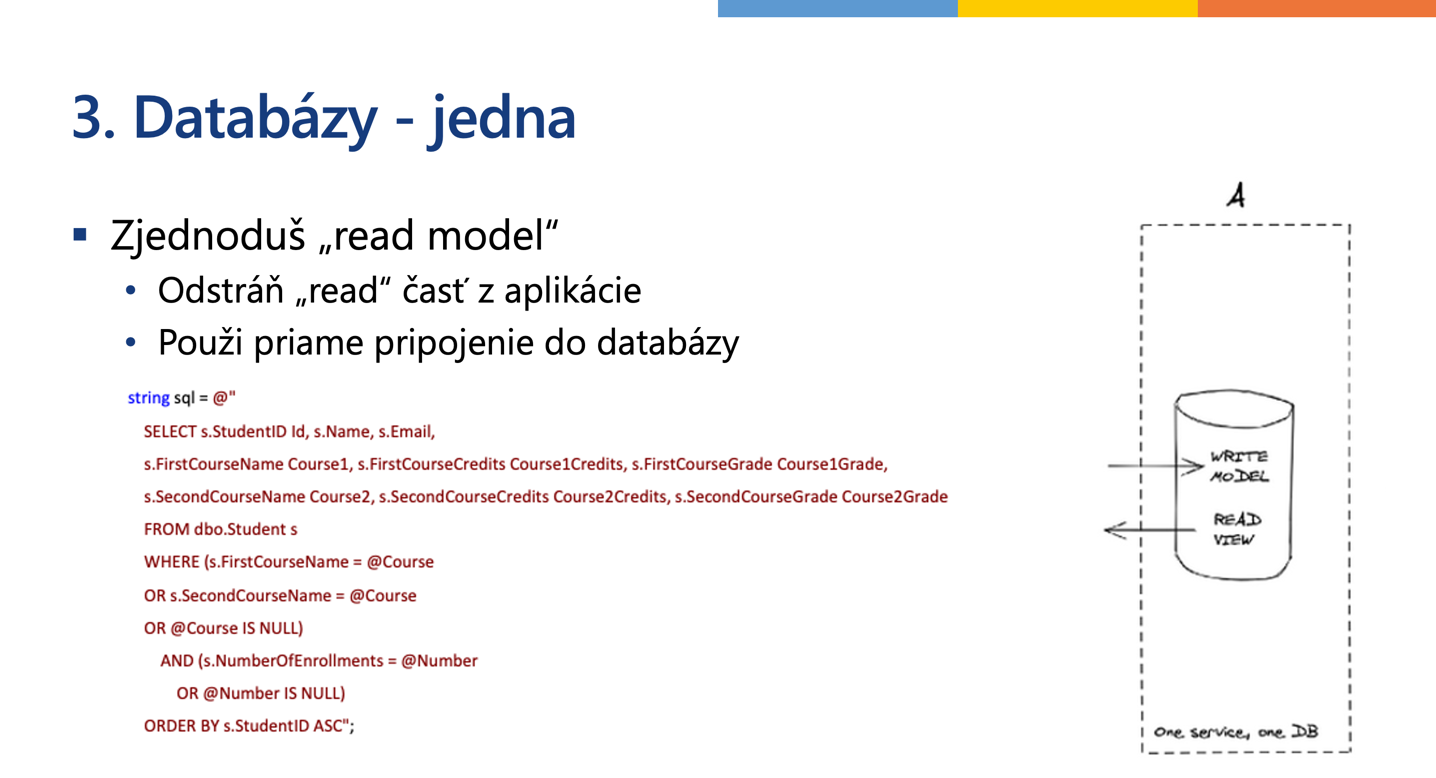 3. Databázy - jedna
Zjednoduš „read model“
Odstráň „read“ časť z aplikácie
Použi priame pripojenie do databázy
string sql = @"
SELECT s.StudentID Id, s.Name, s.Email,
s.FirstCourseName Course1, s.FirstCourseCredits Course1Credits, s.FirstCourseGrade Course1Grade,
s.SecondCourseName Course2, s.SecondCourseCredits Course2Credits, s.SecondCourseGrade Course2Grade
FROM dbo.Student s
WHERE (s.FirstCourseName = @Course
OR s.SecondCourseName = @Course
OR @Course IS NULL)
AND (s.NumberOfEnrollments = @Number
OR @Number IS NULL)
ORDER BY s.StudentID ASC";
A
WRITE
MODEL
READ
VIEW
One service, one DB